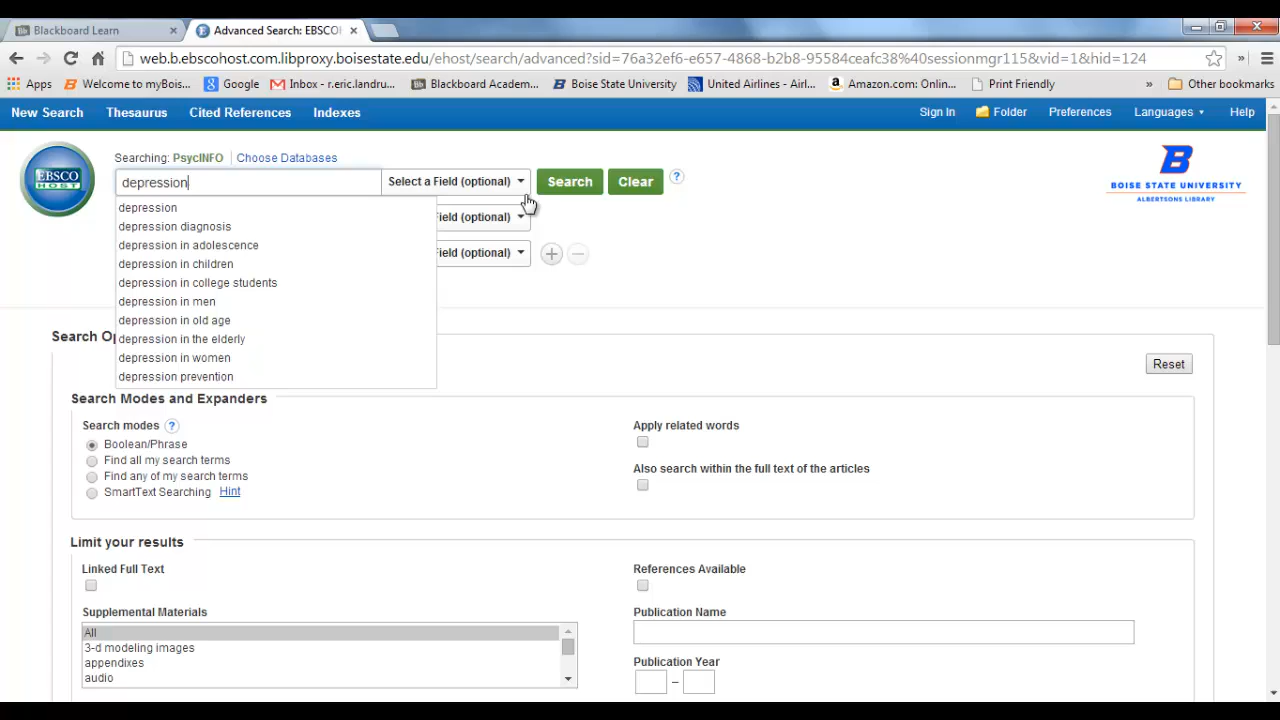 Blackboard Learn
Advanced Search: EBSCO
web.b.ebscohost.com.libproxy.boisestate.edu/ehost/search/advanced?sid=76a32ef6-e657-4868-b2b8-95584ceafc38%40sessionmgr115&vid=1&hid=124
Apps Welcome to myBois... Google Inbox - r.eric.landru... Blackboard Academ... Boise State University United Airlines - Airl... Amazon.com: Onlin... Print Friendly » Other bookmarks
New Search Thesaurus Cited References Indexes Sign In Folder Preferences Languages Help
EBSCO HOST
Searching: PsycINFO Choose Databases
depression Select a Field (optional) Search Clear ?
B
BOISE STATE UNIVERSITY
ALBERTSONS LIBRARY
depression
Field (optional)
depression diagnosis
depression in adolescence
Field (optional)
depression in children
depression in college students
depression in men
depression in old age
Search Op
depression in the elderly
depression in women
Reset
depression prevention
Search Modes and Expanders
Search modes ?
Boolean/Phrase
Find all my search terms
Find any of my search terms
SmartText Searching Hint
Apply related words
Also search within the full text of the articles
Limit your results
Linked Full Text
References Available
Supplemental Materials
All
3-d modeling images
appendixes
audio
Publication Name
Publication Year
–